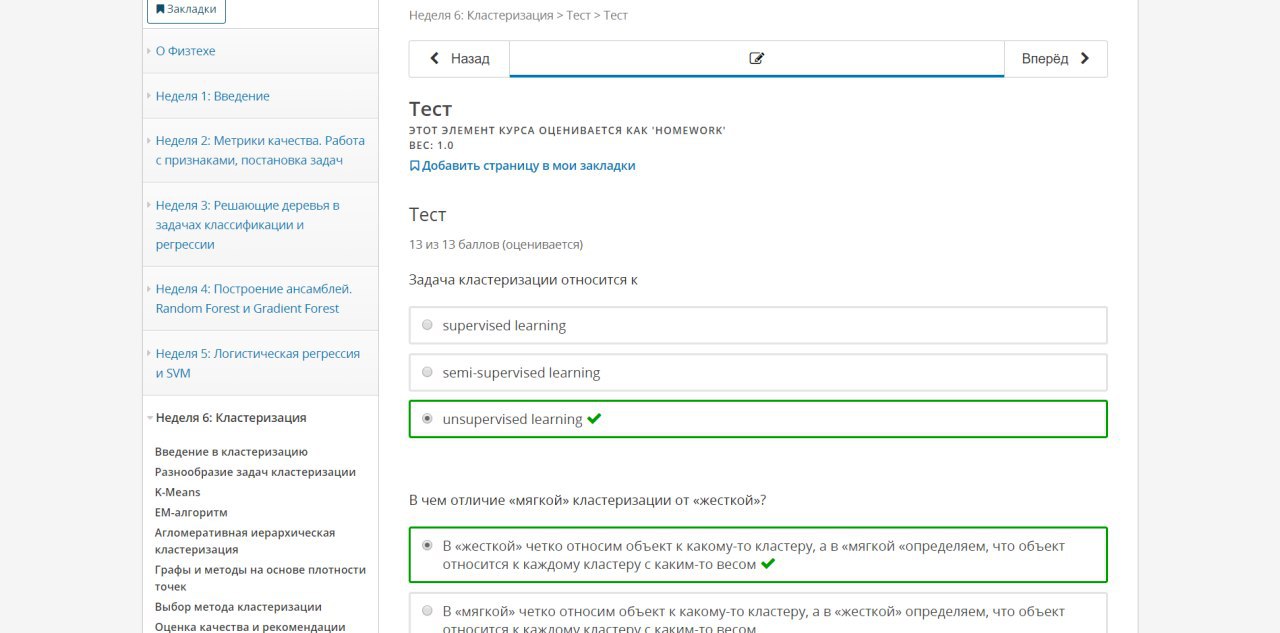 Закладки
О Физтехе
Неделя 1: Введение
Неделя 2: Метрики качества. Работа
с признаками, постановка задач
Неделя 3: Решающие деревья в
задачах классификации и
регрессии
Неделя 4: Построение ансамблей.
Random Forest и Gradient Forest
Неделя 5: Логистическая регрессия
и SVM
Неделя 6: Кластеризация
Введение в кластеризацию
Разнообразие задач кластеризации
K-Means
EM-алгоритм
Агломеративная иерархическая
кластеризация
Графы и методы на основе плотности
точек
Выбор метода кластеризации
Оценка качества и рекомендации
Неделя 6: Кластеризация > Тест > Тест
Назад
Вперёд
Тест
ЭТОТ ЭЛЕМЕНТ КУРСА ОЦЕНИВАЕТСЯ КАК 'HOMEWORK'
ВЕС: 1.0
Добавить страницу в мои закладки
Тест
13 из 13 баллов (оценивается)
Задача кластеризации относится к
supervised learning
semi-supervised learning
unsupervised learning
В чем отличие «мягкой» кластеризации от «жесткой»?
В «жесткой» четко относим объект к какому-то кластеру, а в «мягкой «определяем, что объект
относится к каждому кластеру с каким-то весом
В «мягкой» четко относим объект к какому-то кластеру, а в «жесткой» определяем, что объект
относится к каждому кластеру с каким-то весом